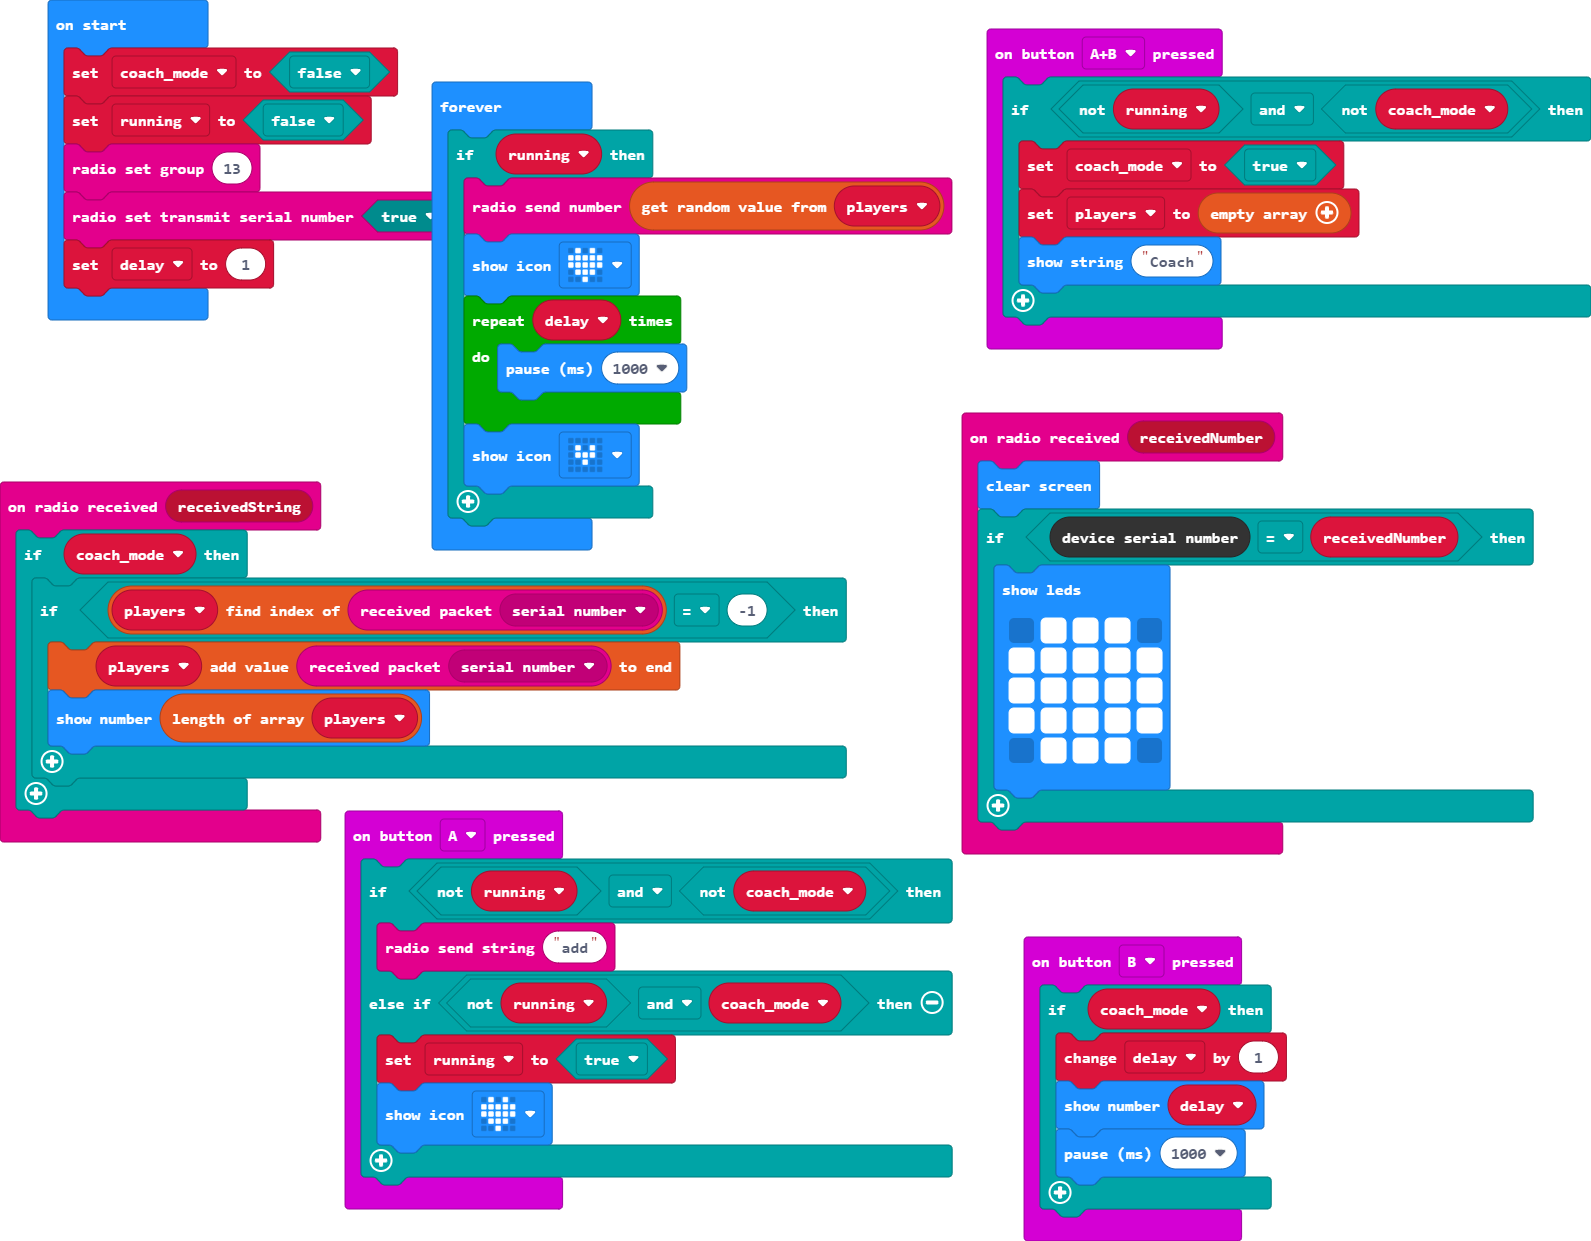 on start
set coach_mode to false
set running to false
radio set group 13
radio set transmit serial number true
set delay to 1
forever
if running then
radio send number get random value from players
show icon
repeat delay times
do pause (ms) 1000
show icon
on button A+B pressed
if not running and not coach_mode then
set coach_mode to true
set players to empty array
show string "Coach"
on radio received receivedString
if coach_mode then
if players find index of received packet serial number = -1 then
players add value received packet serial number to end
show number length of array players
on radio received receivedNumber
clear screen
if device serial number = receivedNumber then
show leds
on button A pressed
if not running and not coach_mode then
radio send string "add"
else if not running and coach_mode then
set running to true
show icon
on button B pressed
if coach_mode then
change delay by 1
show number delay
pause (ms) 1000